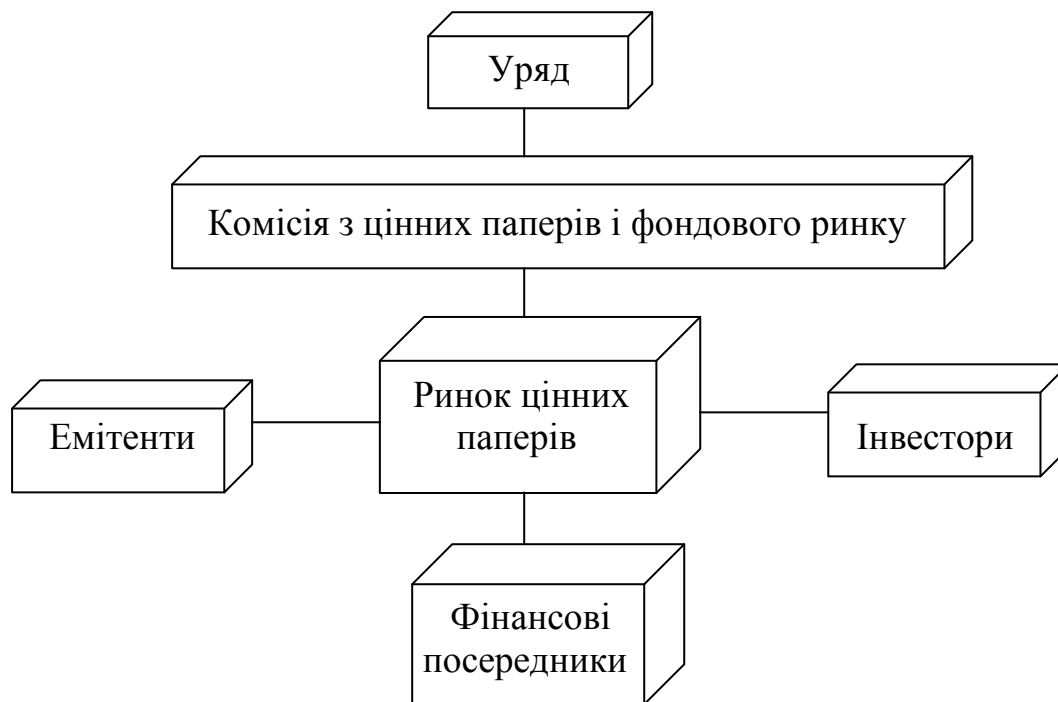 Уряд
Комісія з цінних паперів і фондового ринку
Ринок цінних
паперів
Емітенти
Інвестори
Фінансові
посередники